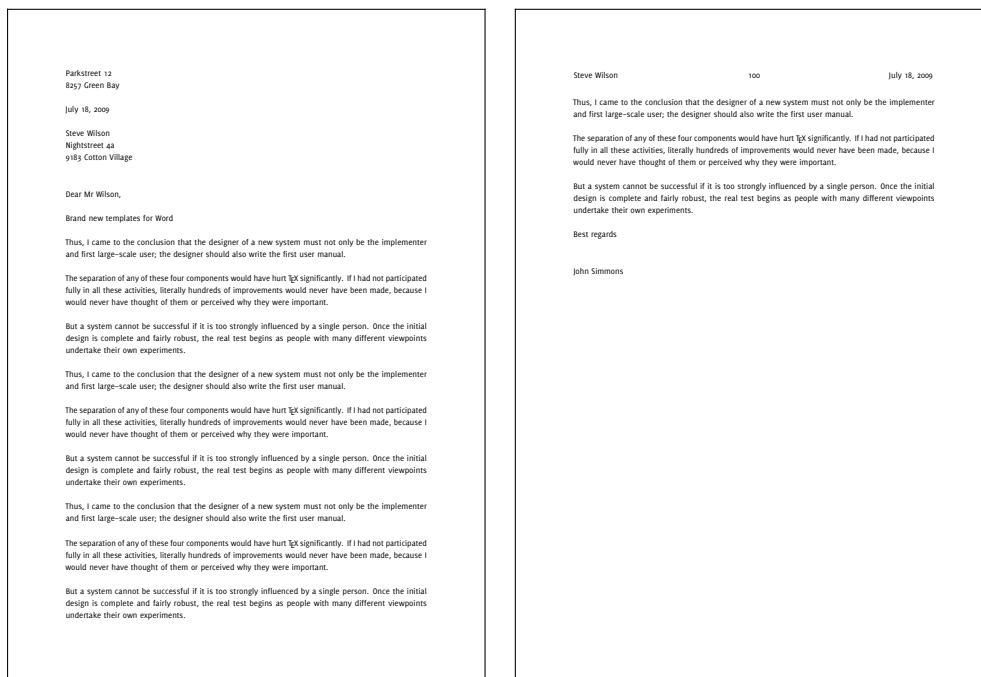 Parkstreet 12
8257 Green Bay
July 18, 2009
Steve Wilson
Nightstreet 4a
9183 Cotton Village
Dear Mr Wilson,
Brand new templates for Word
Thus, I came to the conclusion that the designer of a new system must not only be the implementer
and first large-scale user; the designer should also write the first user manual.
The separation of any of these four components would have hurt TEX significantly. If I had not participated
fully in all these activities, literally hundreds of improvements would never have been made, because I
would never have thought of them or perceived why they were important.
But a system cannot be successful if it is too strongly influenced by a single person. Once the initial
design is complete and fairly robust, the real test begins as people with many different viewpoints
undertake their own experiments.
Thus, I came to the conclusion that the designer of a new system must not only be the implementer
and first large-scale user; the designer should also write the first user manual.
The separation of any of these four components would have hurt TEX significantly. If I had not participated
fully in all these activities, literally hundreds of improvements would never have been made, because I
would never have thought of them or perceived why they were important.
But a system cannot be successful if it is too strongly influenced by a single person. Once the initial
design is complete and fairly robust, the real test begins as people with many different viewpoints
undertake their own experiments.
Thus, I came to the conclusion that the designer of a new system must not only be the implementer
and first large-scale user; the designer should also write the first user manual.
The separation of any of these four components would have hurt TEX significantly. If I had not participated
fully in all these activities, literally hundreds of improvements would never have been made, because I
would never have thought of them or perceived why they were important.
But a system cannot be successful if it is too strongly influenced by a single person. Once the initial
design is complete and fairly robust, the real test begins as people with many different viewpoints
undertake their own experiments.
Steve Wilson 100 July 18, 2009
Thus, I came to the conclusion that the designer of a new system must not only be the implementer
and first large-scale user; the designer should also write the first user manual.
The separation of any of these four components would have hurt TEX significantly. If I had not participated
fully in all these activities, literally hundreds of improvements would never have been made, because I
would never have thought of them or perceived why they were important.
But a system cannot be successful if it is too strongly influenced by a single person. Once the initial
design is complete and fairly robust, the real test begins as people with many different viewpoints
undertake their own experiments.
Best regards
John Simmons